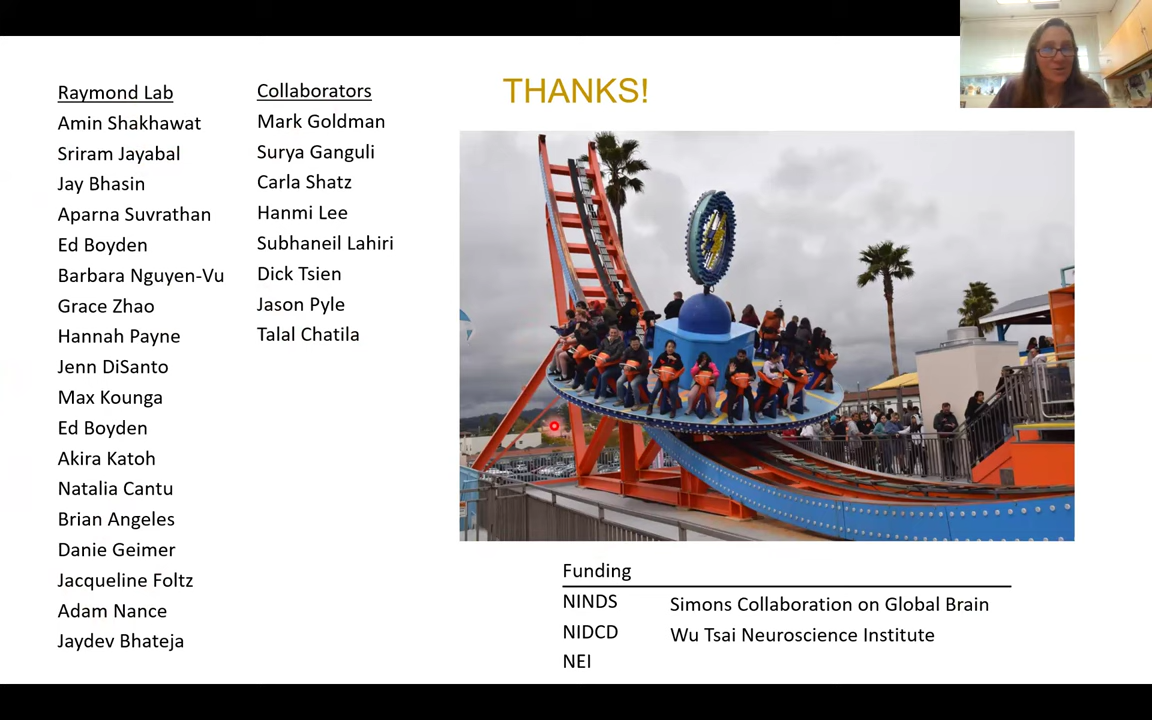 THANKS!
Raymond Lab
Amin Shakhawat
Sriram Jayabal
Jay Bhasin
Aparna Suvrathan
Ed Boyden
Barbara Nguyen-Vu
Grace Zhao
Hannah Payne
Jenn DiSanto
Max Kounga
Ed Boyden
Akira Katoh
Natalia Cantu
Brian Angeles
Danie Geimer
Jacqueline Foltz
Adam Nance
Jaydev Bhateja
Collaborators
Mark Goldman
Surya Ganguli
Carla Shatz
Hanmi Lee
Subhaneil Lahiri
Dick Tsien
Jason Pyle
Talal Chatila
Funding
NINDS
NIDCD
NEI
Simons Collaboration on Global Brain
Wu Tsai Neuroscience Institute